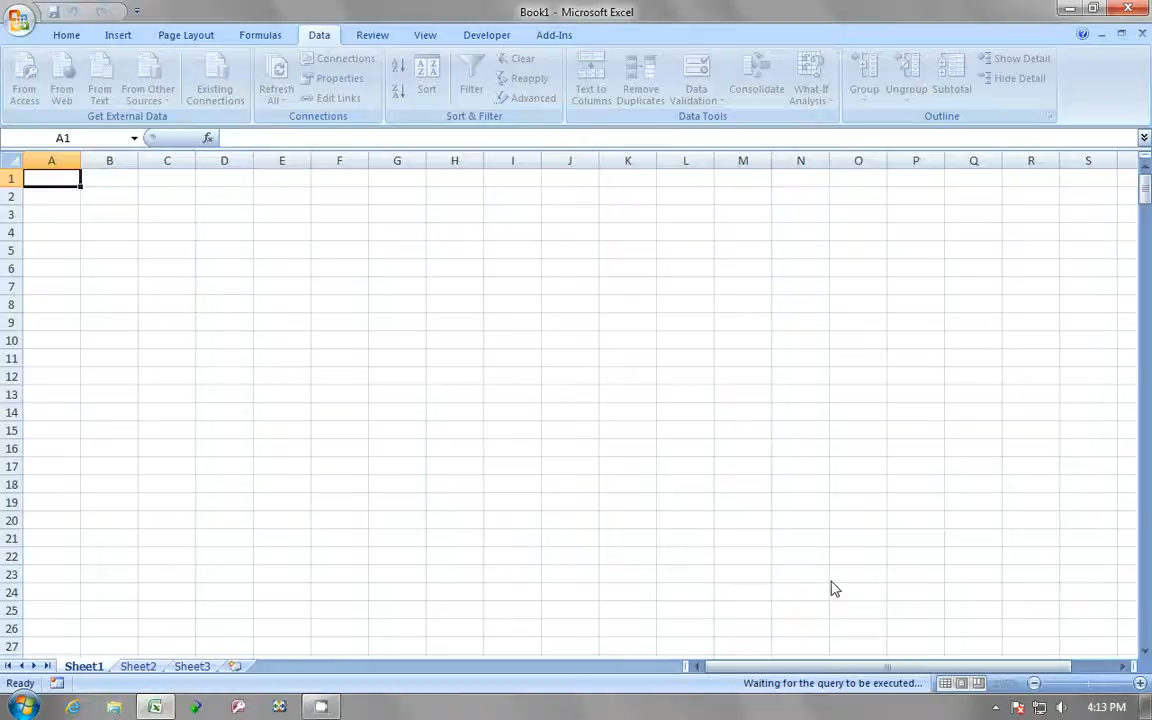 Book1 - Microsoft Excel
Home Insert Page Layout Formulas Data Review View Developer Add-Ins
From Access
From Web
From Text
From Other Sources
Existing Connections
Get External Data
Refresh All
Connections
Properties
Edit Links
Connections
A Z
Z A
A Z
Z A
Sort
Filter
Clear
Reapply
Advanced
Sort & Filter
Text to Columns
Remove Duplicates
Data Validation
Consolidate
What-If Analysis
Data Tools
Group
Ungroup
Subtotal
Show Detail
Hide Detail
Outline
A1
fx
A B C D E F G H I J K L M N O P Q R S
1
2
3
4
5
6
7
8
9
10
11
12
13
14
15
16
17
18
19
20
21
22
23
24
25
26
27
Sheet1 Sheet2 Sheet3
Ready
Waiting for the query to be executed...
4:13 PM